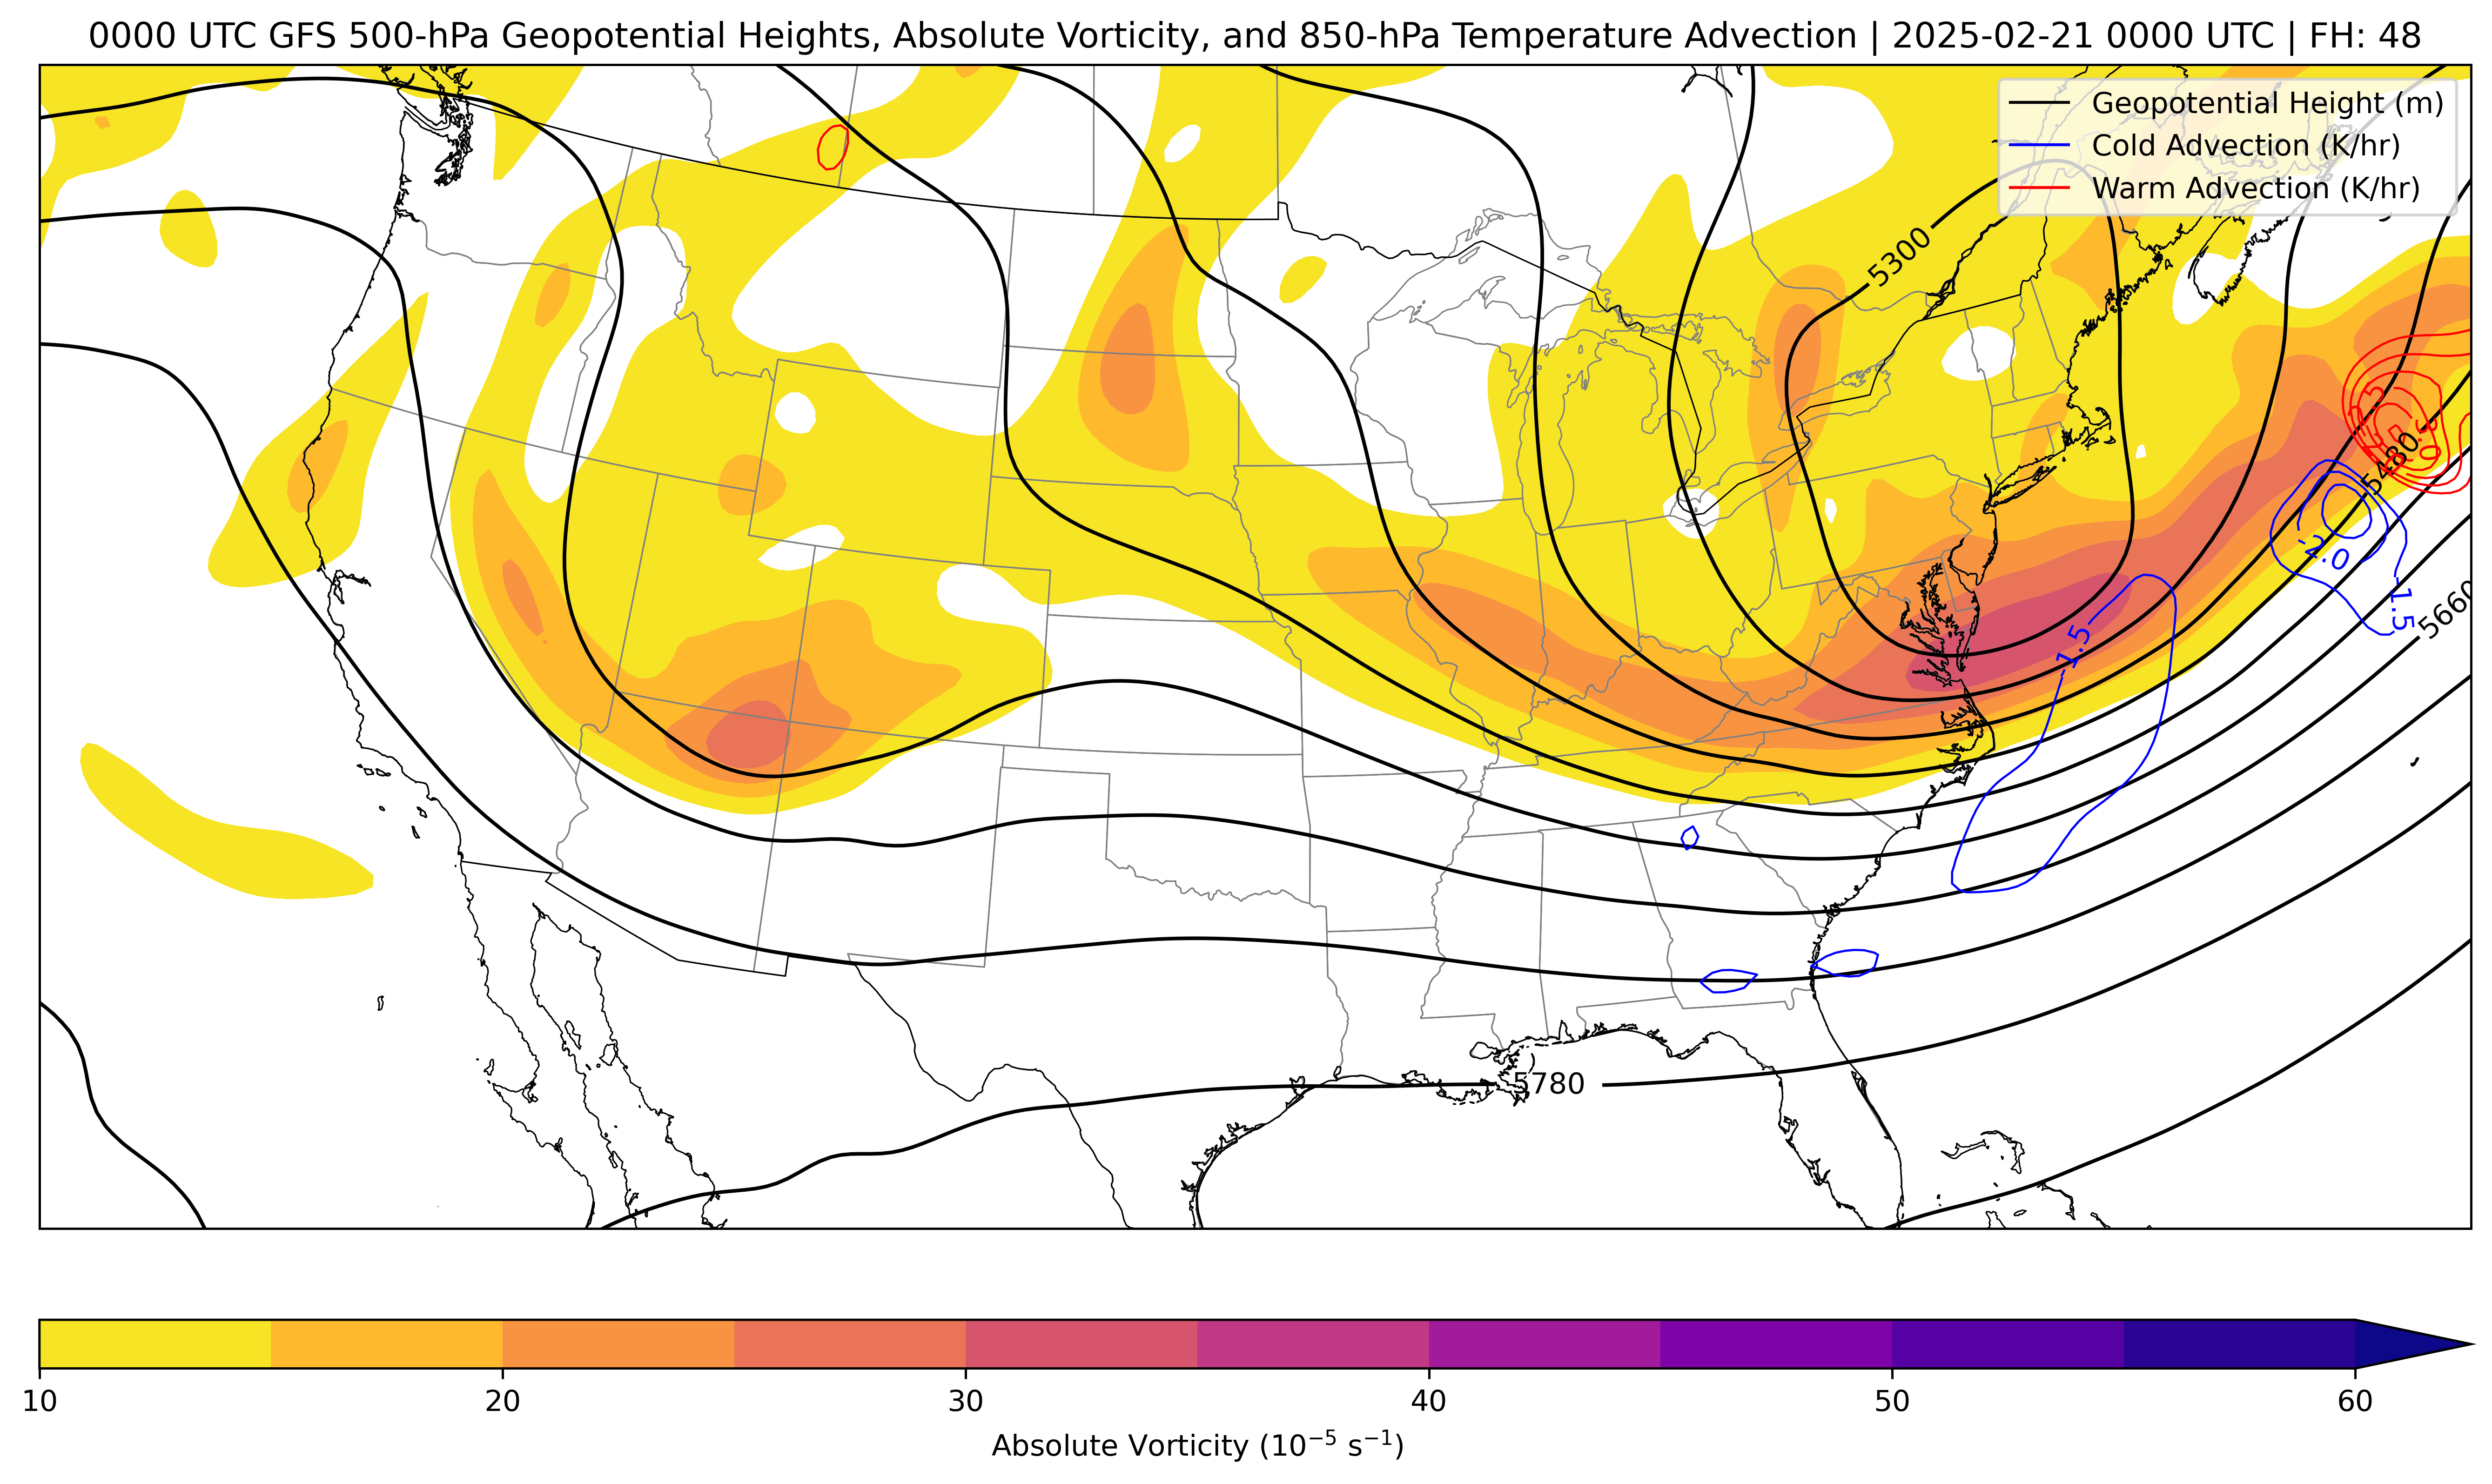 0000 UTC GFS 500-hPa Geopotential Heights, Absolute Vorticity, and 850-hPa Temperature Advection | 2025-02-21 0000 UTC | FH: 48
Geopotential Height (m)
Cold Advection (K/hr)
Warm Advection (K/hr)
5300
5480
-2.0
-1.5
5660
-1.5
5780
10 20 30 40 50 60
Absolute Vorticity (10⁻⁵ s⁻¹)